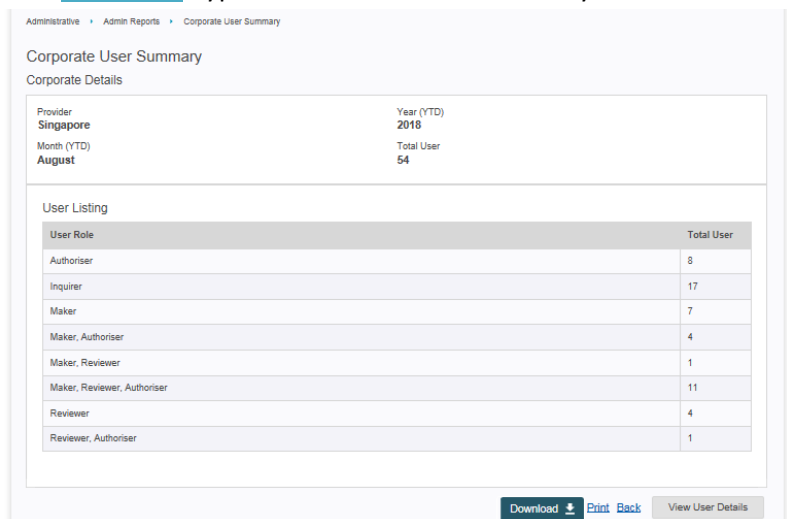 Administrative › Admin Reports › Corporate User Summary
Corporate User Summary
Corporate Details
Provider Year (YTD)
Singapore 2018
Month (YTD) Total User
August 54
User Listing
User Role Total User
Authoriser 8
Inquirer 17
Maker 7
Maker, Authoriser 4
Maker, Reviewer 1
Maker, Reviewer, Authoriser 11
Reviewer 4
Reviewer, Authoriser 1
Download Print Back View User Details